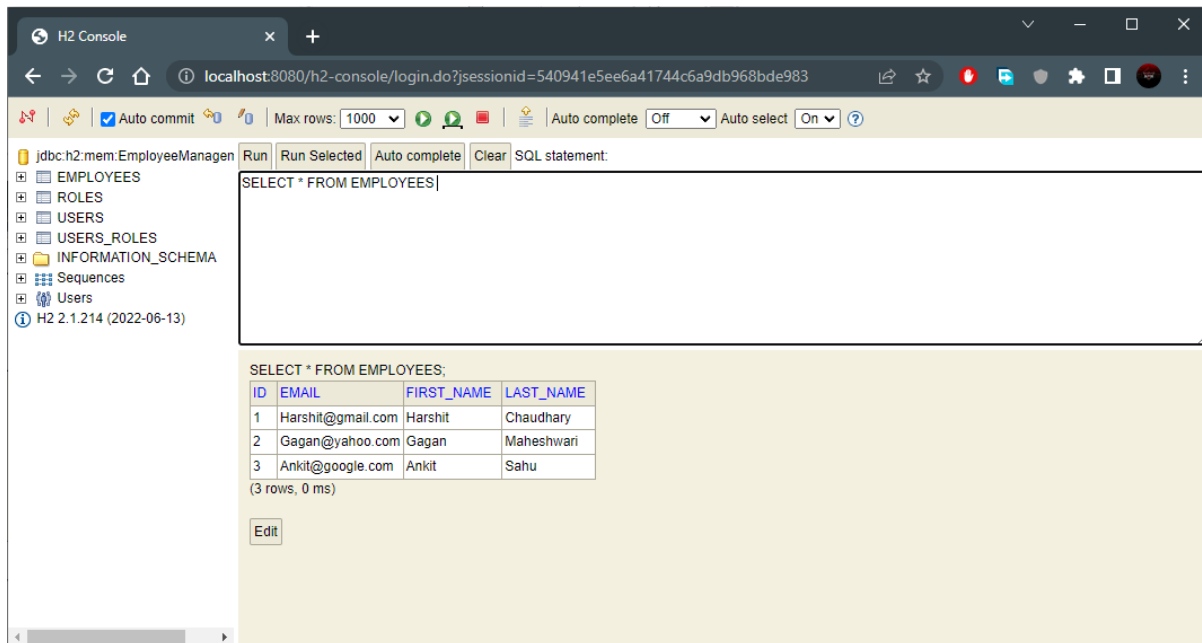 H2 Console
localhost:8080/h2-console/login.do?jsessionid=540941e5ee6a41744c6a9db968bde983
Auto commit Max rows: 1000 Auto complete Off Auto select On
jdbc:h2:mem:EmployeeManagen
EMPLOYEES
ROLES
USERS
USERS_ROLES
INFORMATION_SCHEMA
Sequences
Users
H2 2.1.214 (2022-06-13)
Run Run Selected Auto complete Clear SQL statement:
SELECT * FROM EMPLOYEES
SELECT * FROM EMPLOYEES;
ID EMAIL FIRST_NAME LAST_NAME
1 Harshit@gmail.com Harshit Chaudhary
2 Gagan@yahoo.com Gagan Maheshwari
3 Ankit@google.com Ankit Sahu
(3 rows, 0 ms)
Edit